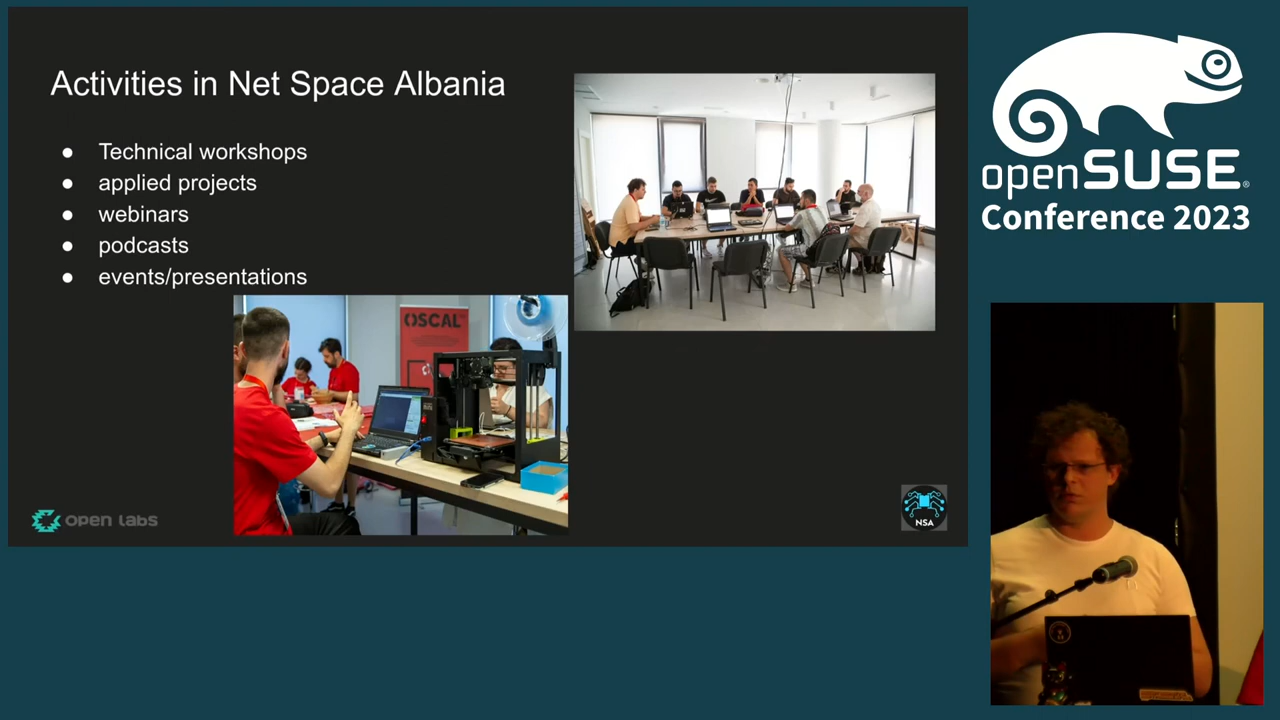 Activities in Net Space Albania
● Technical workshops
● applied projects
● webinars
● podcasts
● events/presentations
OSCAL
open labs
NSA
openSUSE®
Conference 2023